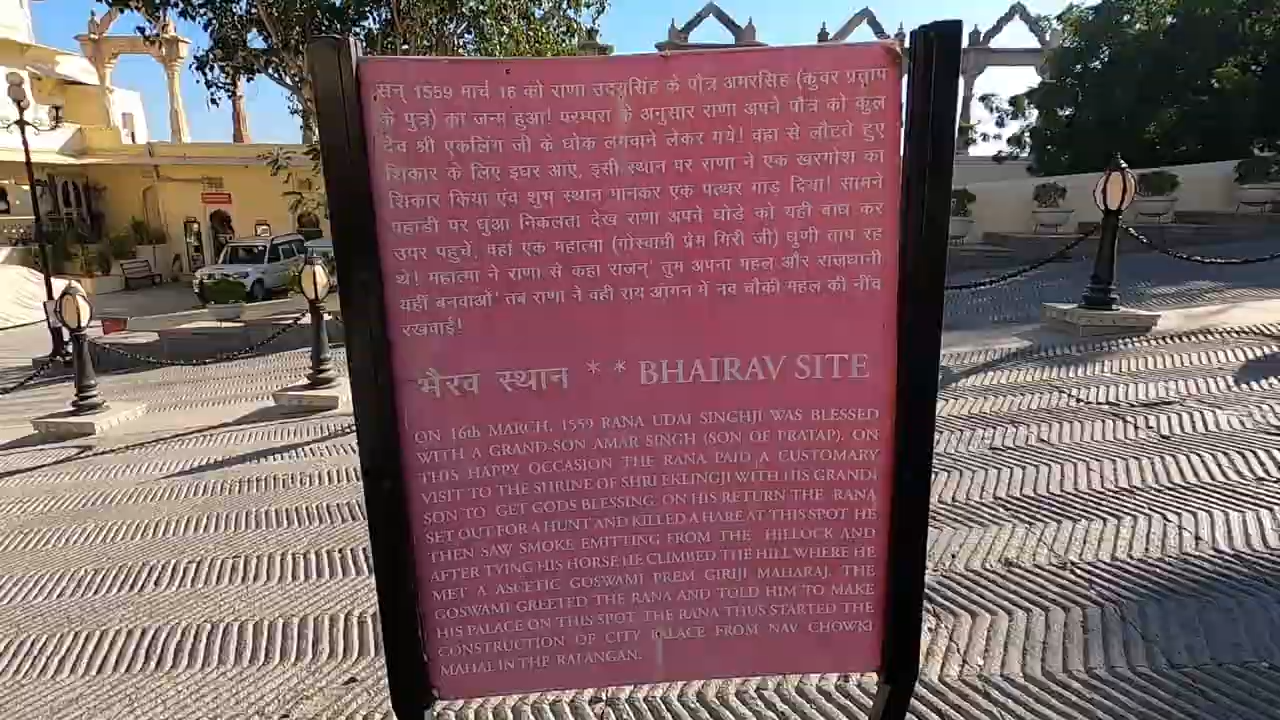 सन् 1559 मार्च 16 को राणा उदयसिंह के पौत्र अमरसिंह (कुंवर प्रताप
के पुत्र) का जन्म हुआ! परम्परा के अनुसार राणा अपने पौत्र को कुल
देव श्री एकलिंग जी के धोक लगवाने लेकर गये! वहा से लौटते हुए
शिकार के लिए इधर आए, इसी स्थान पर राणा ने एक खरगोश का
शिकार किया एंव शुभ स्थान मानकर एक पत्थर गाड़ दिया! सामने
पहाडी पर धुंआ निकलता देख राणा अपने घोडे को यही बाध कर
उपर पहुचें, वहां एक महात्मा (गोस्वामी प्रेम गिरी जी) धुणी ताप रहे
थे! महात्मा ने राणा से कहा राजन् तुम अपना महल और राजधानी
यहीं बनवाओं' तब राणा ने वही राय आंगन में नव चौकी महल की नींव
रखवाई!
भैरव स्थान ** BHAIRAV SITE
ON 16th MARCH, 1559 RANA UDAI SINGHJI WAS BLESSED
WITH A GRAND-SON AMAR SINGH (SON OF PRATAP). ON
THIS HAPPY OCCASION THE RANA PAID A CUSTOMARY
VISIT TO THE SHRINE OF SHRI EKLINGJI WITH HIS GRAND
SON TO GET GODS BLESSING. ON HIS RETURN THE RANA
SET OUT FOR A HUNT AND KILLED A HARE AT THIS SPOT HE
THEN SAW SMOKE EMITTING FROM THE HILLOCK AND
AFTER TYING HIS HORSE HE CLIMBED THE HILL WHERE HE
MET A ASCETIC GOSWAMI PREM GIRIJI MAHARAJ. THE
GOSWAMI GREETED THE RANA AND TOLD HIM TO MAKE
HIS PALACE ON THIS SPOT. THE RANA THUS STARTED THE
CONSTRUCTION OF CITY PALACE FROM NAV CHOWKI
MAHAL IN THE RAIANGAN.